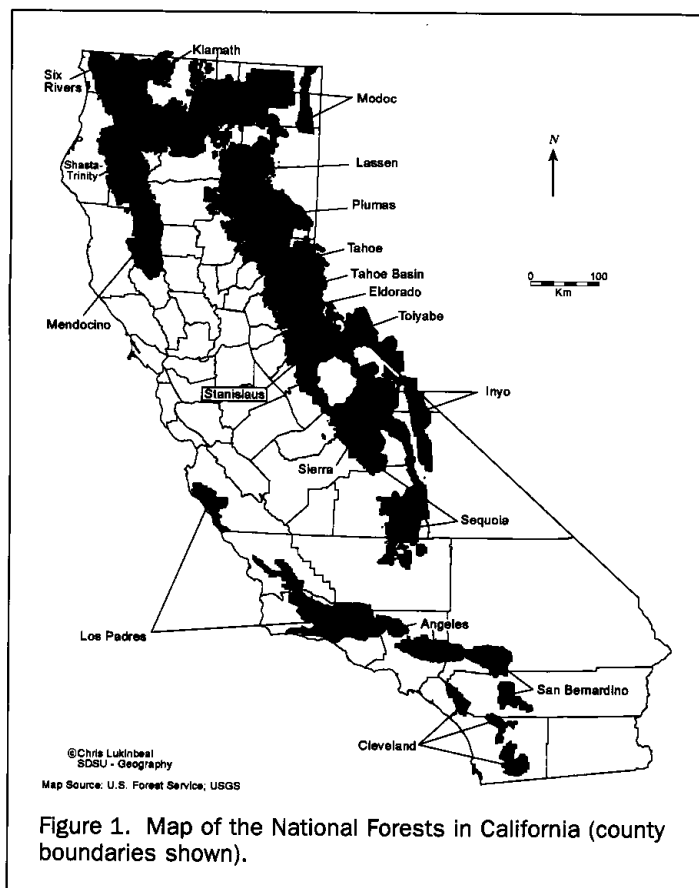 Klamath
Six
Rivers
Modoc
N
Shasta-
Trinity
Lassen
Plumas
Tahoe
Tahoe Basin
0 100
Km
Eldorado
Toiyabe
Mendocino
Stanislaus
Inyo
Sierra
Sequoia
Los Padres
Angeles
San Bernardino
Cleveland
©Chris Lukinbeal
SDSU - Geography
Map Source: U.S. Forest Service; USGS
Figure 1. Map of the National Forests in California (county
boundaries shown).